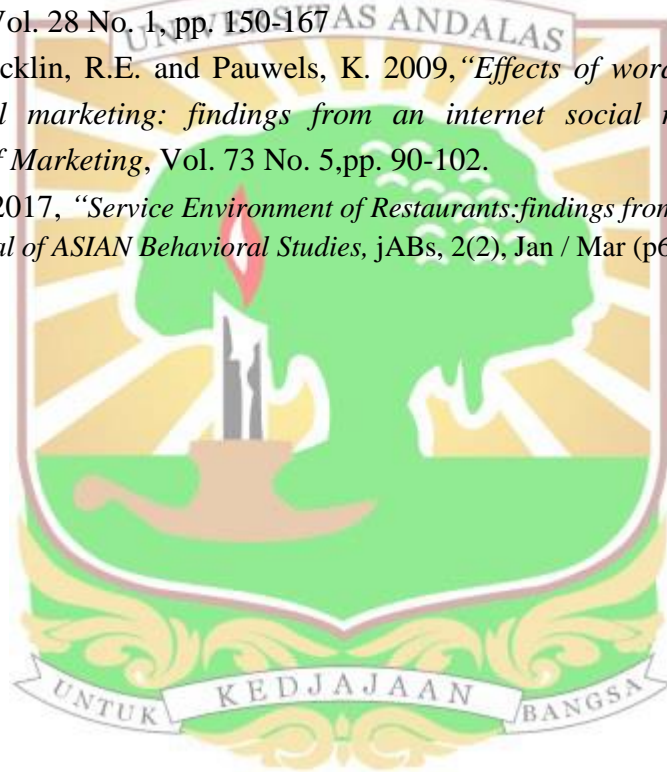 Vol. 28 No. 1, pp. 150-167
UNIVERSITAS ANDALAS
cklin, R.E. and Pauwels, K. 2009,“Effects of wor
l marketing: findings from an internet social
f Marketing, Vol. 73 No. 5,pp. 90-102.
2017, “Service Environment of Restaurants:findings from
al of ASIAN Behavioral Studies, jABs, 2(2), Jan / Mar (p6
UNTUK KEDJAJAAN BANGSA